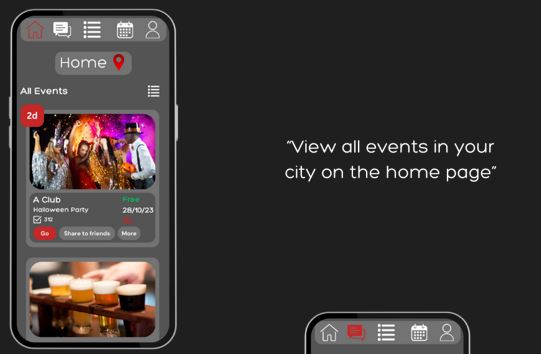 Home
All Events
2d
A Club
Free
Halloween Party
28/10/23
312
Go
Share to friends
More
“View all events in your
city on the home page”